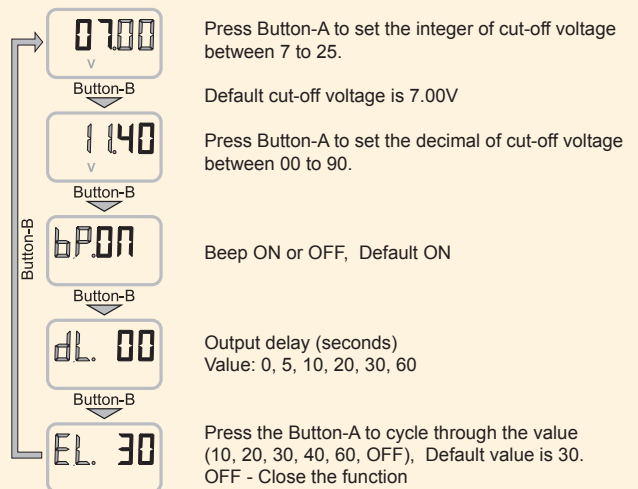 07.00
V
Press Button-A to set the integer of cut-off voltage
between 7 to 25.
Button-B
Default cut-off voltage is 7.00V
11.40
V
Press Button-A to set the decimal of cut-off voltage
between 00 to 90.
Button-B
Button-B
bP.ON
Beep ON or OFF, Default ON
Button-B
dL. 00
Output delay (seconds)
Value: 0, 5, 10, 20, 30, 60
Button-B
EL. 30
Press the Button-A to cycle through the value
(10, 20, 30, 40, 60, OFF), Default value is 30.
OFF - Close the function